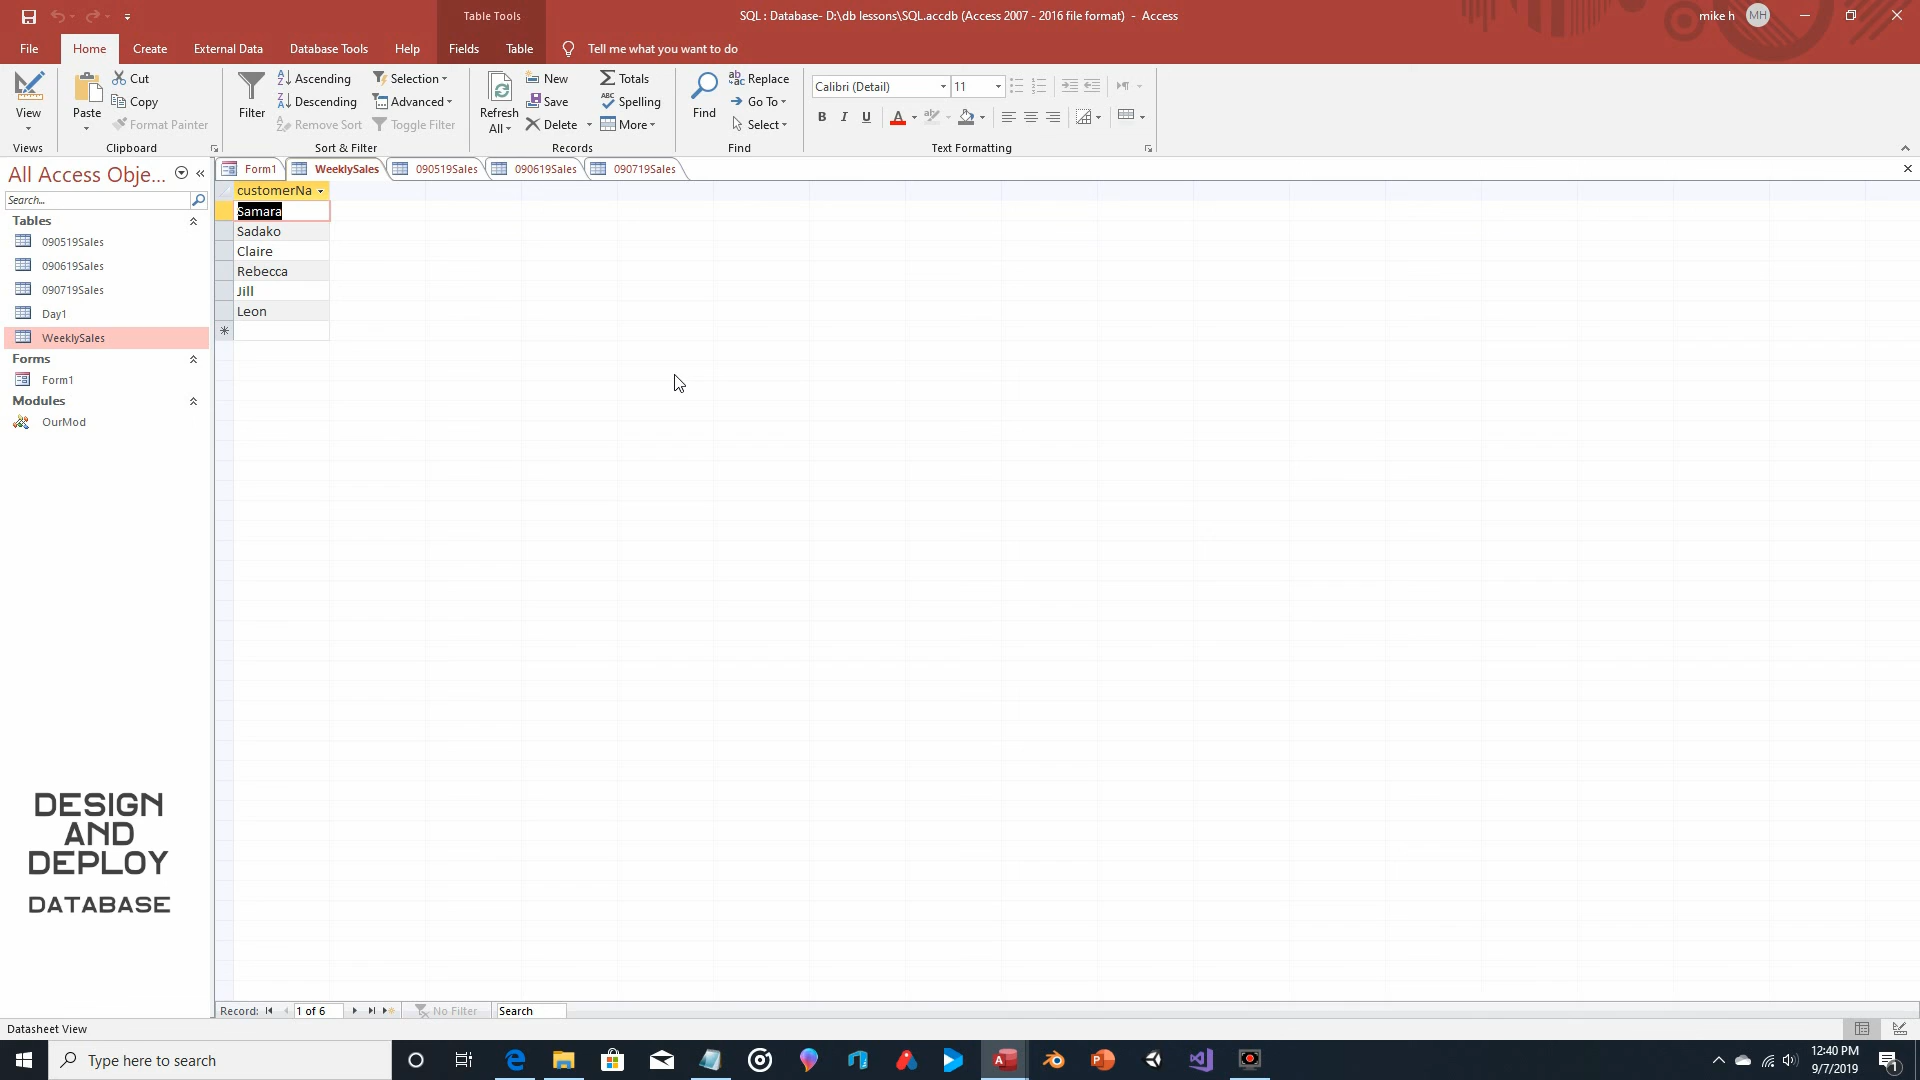 Table Tools
SQL : Database- D:\db lessons\SQL.accdb (Access 2007 - 2016 file format) - Access
mike h
MH
File
Home
Create
External Data
Database Tools
Help
Fields
Table
Tell me what you want to do
View
Views
Paste
Cut
Copy
Format Painter
Clipboard
Filter
Ascending
Descending
Remove Sort
Selection
Advanced
Toggle Filter
Sort & Filter
Refresh
All
New
Save
Delete
Totals
Spelling
More
Records
Find
Replace
Go To
Select
Find
Calibri (Detail)
11
B I U
Text Formatting
All Access Obje...
Search...
Tables
090519Sales
090619Sales
090719Sales
Day1
WeeklySales
Forms
Form1
Modules
OurMod
Form1
WeeklySales
090519Sales
090619Sales
090719Sales
customerNa
Samara
Sadako
Claire
Rebecca
Jill
Leon
DESIGN
AND
DEPLOY
DATABASE
Record:
1 of 6
No Filter
Search
Datasheet View
Type here to search
12:40 PM
9/7/2019
1